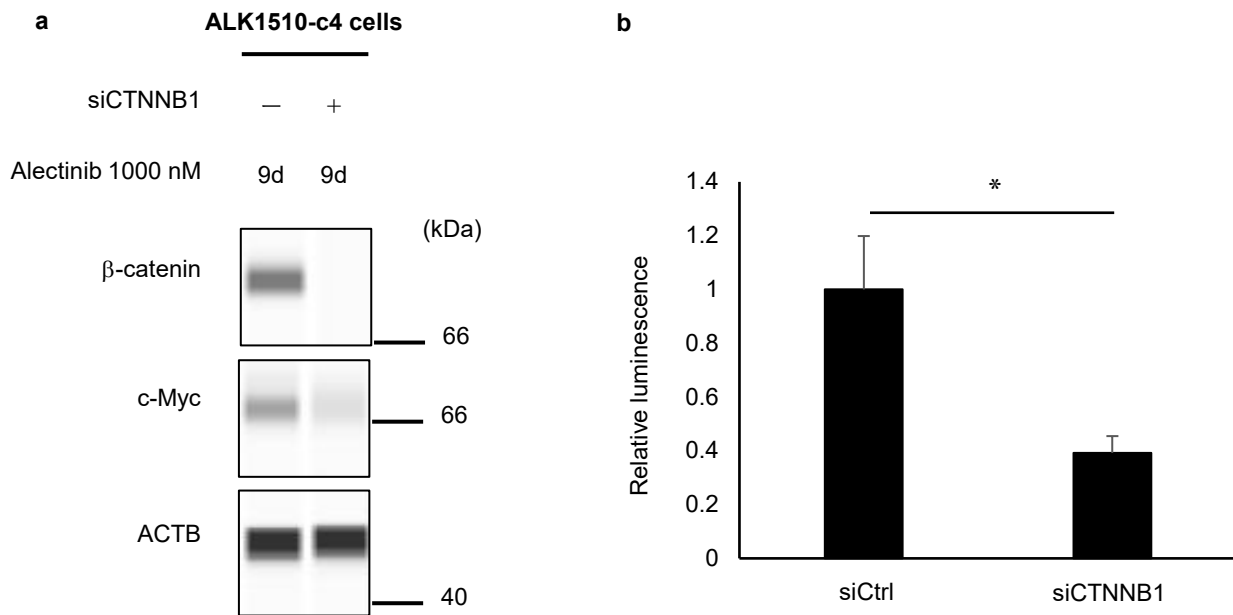 a
ALK1510-c4 cells
siCTNNB1 — +
Alectinib 1000 nM 9d 9d
(kDa)
β-catenin
66
c-Myc
66
ACTB
40
b
*
1.4
1.2
1
0.8
0.6
0.4
0.2
0
Relative luminescence
siCtrl siCTNNB1